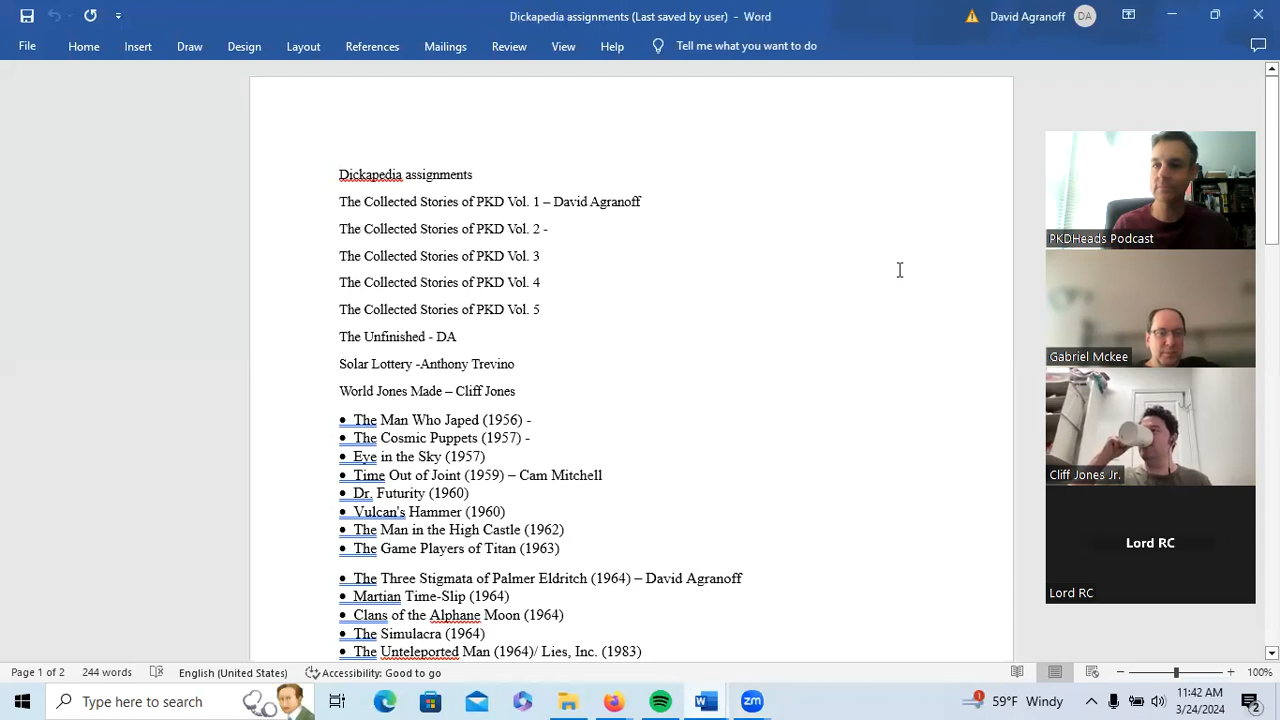 Dickapedia assignments (Last saved by user) - Word
David Agranoff
DA
File
Home
Insert
Draw
Design
Layout
References
Mailings
Review
View
Help
Tell me what you want to do
Dickapedia assignments
The Collected Stories of PKD Vol. 1 – David Agranoff
The Collected Stories of PKD Vol. 2 -
The Collected Stories of PKD Vol. 3
The Collected Stories of PKD Vol. 4
The Collected Stories of PKD Vol. 5
The Unfinished - DA
Solar Lottery -Anthony Trevino
World Jones Made – Cliff Jones
• The Man Who Japed (1956) -
• The Cosmic Puppets (1957) -
• Eye in the Sky (1957)
• Time Out of Joint (1959) – Cam Mitchell
• Dr. Futurity (1960)
• Vulcan's Hammer (1960)
• The Man in the High Castle (1962)
• The Game Players of Titan (1963)
• The Three Stigmata of Palmer Eldritch (1964) – David Agranoff
• Martian Time-Slip (1964)
• Clans of the Alphane Moon (1964)
• The Simulacra (1964)
• The Unteleported Man (1964)/ Lies, Inc. (1983)
PKDHeads Podcast
Gabriel Mckee
Cliff Jones Jr.
Lord RC
Lord RC
Page 1 of 2
244 words
English (United States)
Accessibility: Good to go
100%
Type here to search
1
59°F Windy
11:42 AM
3/24/2024
2